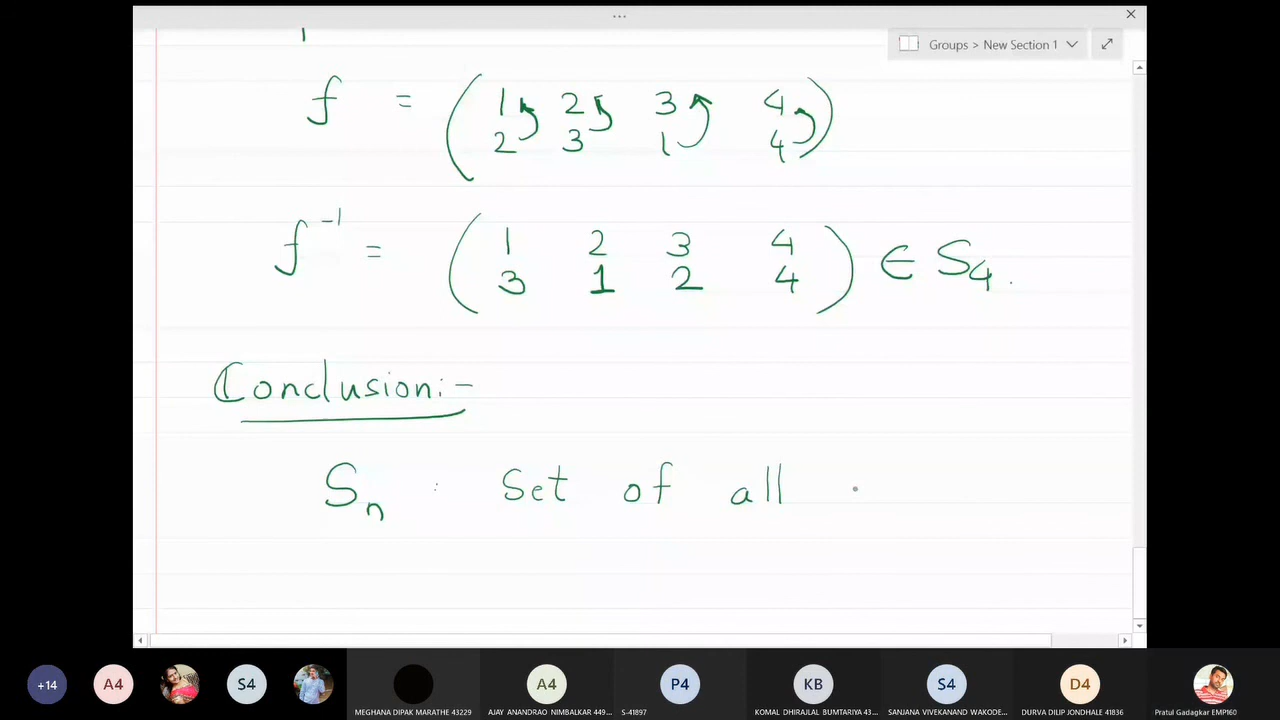 ...
Groups > New Section 1
f = ( 1 2 3 4
2 3 1 4 )
f⁻¹ = ( 1 2 3 4
3 1 2 4 ) ∈ S₄.
Conclusion:-
Sₙ : Set of all
+14 A4 S4 A4 P4 KB S4 D4
MEGHANA DIPAK MARATHE 43229 AJAY ANANDRAO NIMBALKAR 449... S-41897 KOMAL DHIRAJLAL BUMTARIYA 43... SANJANA VIVEKANAND WAKODE... DURVA DILIP JONDHALE 41836 Pratul Gadagkar EMP160